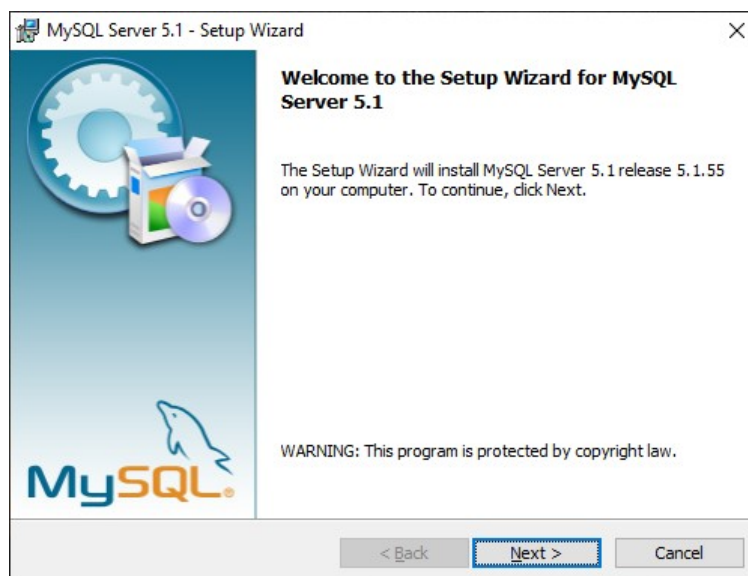 MySQL Server 5.1 - Setup Wizard
Welcome to the Setup Wizard for MySQL
Server 5.1
The Setup Wizard will install MySQL Server 5.1 release 5.1.55
on your computer. To continue, click Next.
WARNING: This program is protected by copyright law.
MySQL®
< Back
Next >
Cancel